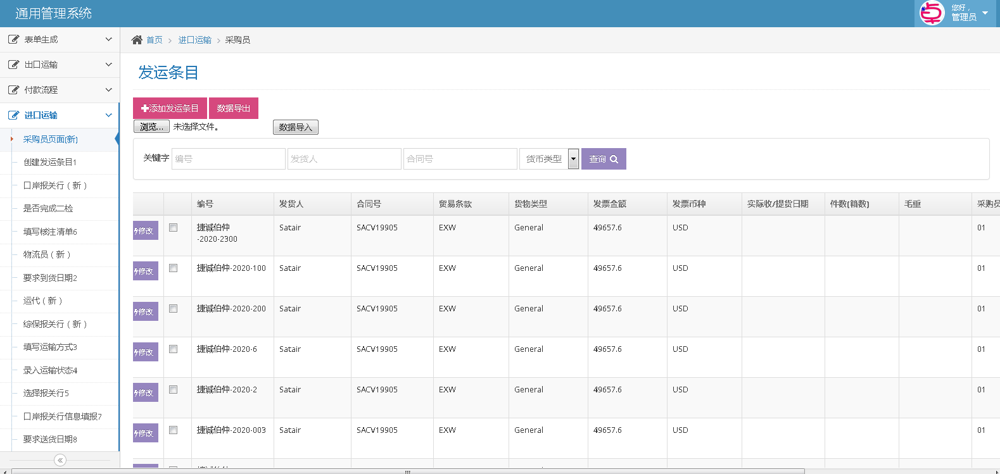 通用管理系统
您好，
管理员
表单生成
出口运输
付款流程
进口运输
采购员页面(新)
创建发运条目1
口岸报关行（新）
是否完成二检
填写核注清单6
物流员（新）
要求到货日期2
运代（新）
综保报关行（新）
填写运输方式3
录入运输状态4
选择报关行5
口岸报关行信息填报7
要求送货日期8
首页 > 进口运输 > 采购员
发运条目
添加发运条目 数据导出
浏览... 未选择文件。 数据导入
关键字 编号 发货人 合同号 货币类型 查询
编号 发货人 合同号 贸易条款 货物类型 发票金额 发票币种 实际收/提货日期 件数(箱数) 毛重 采购员
修改 捷诚伯仲 Satair SACV19905 EXW General 49657.6 USD 01
-2020-2300
修改 捷诚伯仲-2020-100 Satair SACV19905 EXW General 49657.6 USD 01
修改 捷诚伯仲-2020-200 Satair SACV19905 EXW General 49657.6 USD 01
修改 捷诚伯仲-2020-6 Satair SACV19905 EXW General 49657.6 USD 01
修改 捷诚伯仲-2020-2 Satair SACV19905 EXW General 49657.6 USD 01
修改 捷诚伯仲-2020-003 Satair SACV19905 EXW General 49657.6 USD 01